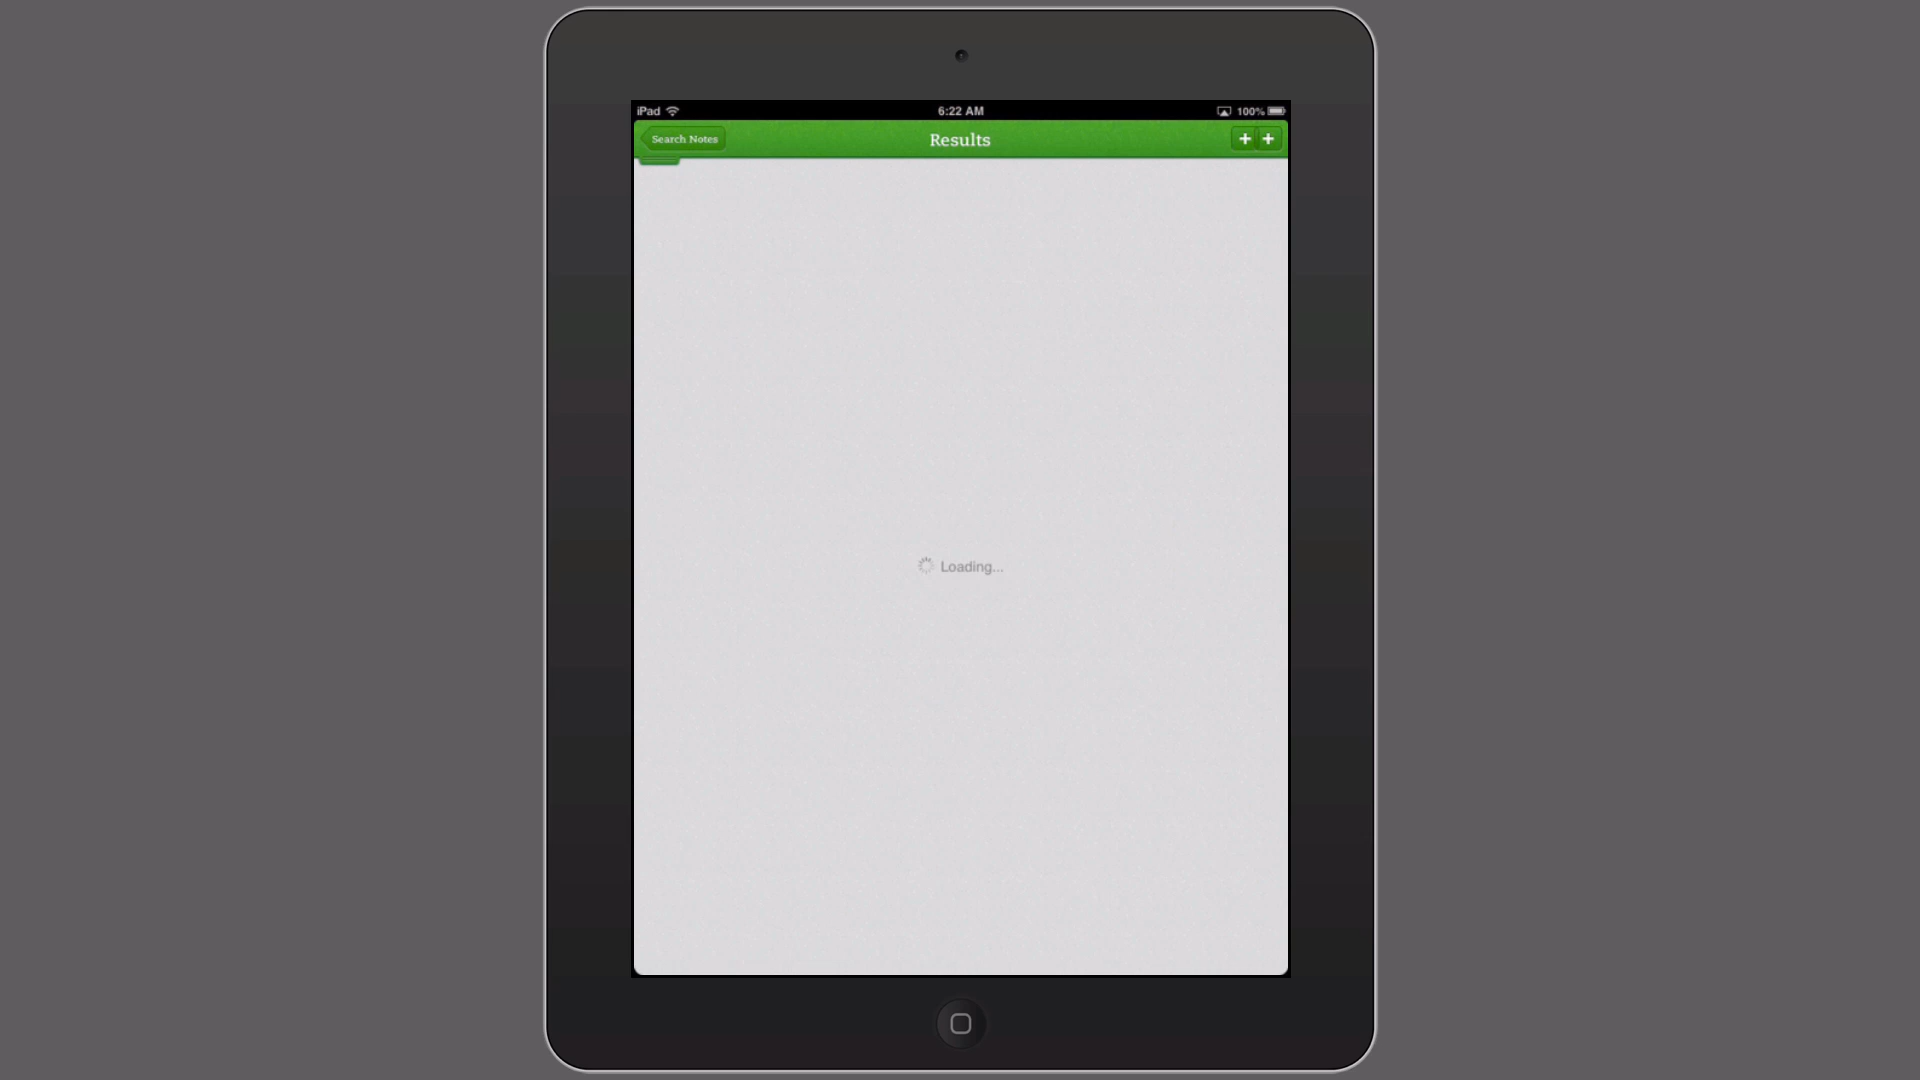 iPad
6:22 AM
100%
Search Notes
Results
+ +
Loading...